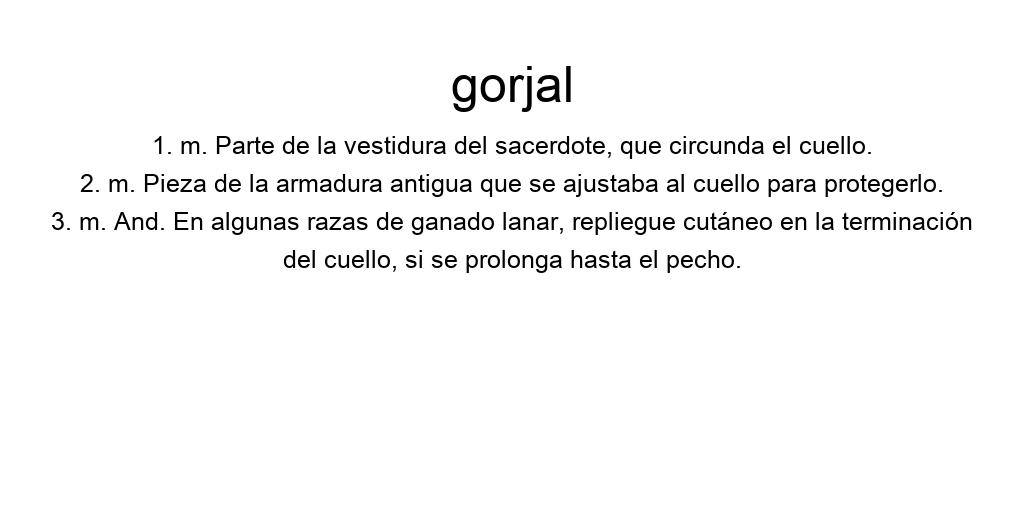 gorjal
1. m. Parte de la vestidura del sacerdote, que circunda el cuello.
2. m. Pieza de la armadura antigua que se ajustaba al cuello para protegerlo.
3. m. And. En algunas razas de ganado lanar, repliegue cutáneo en la terminación
del cuello, si se prolonga hasta el pecho.